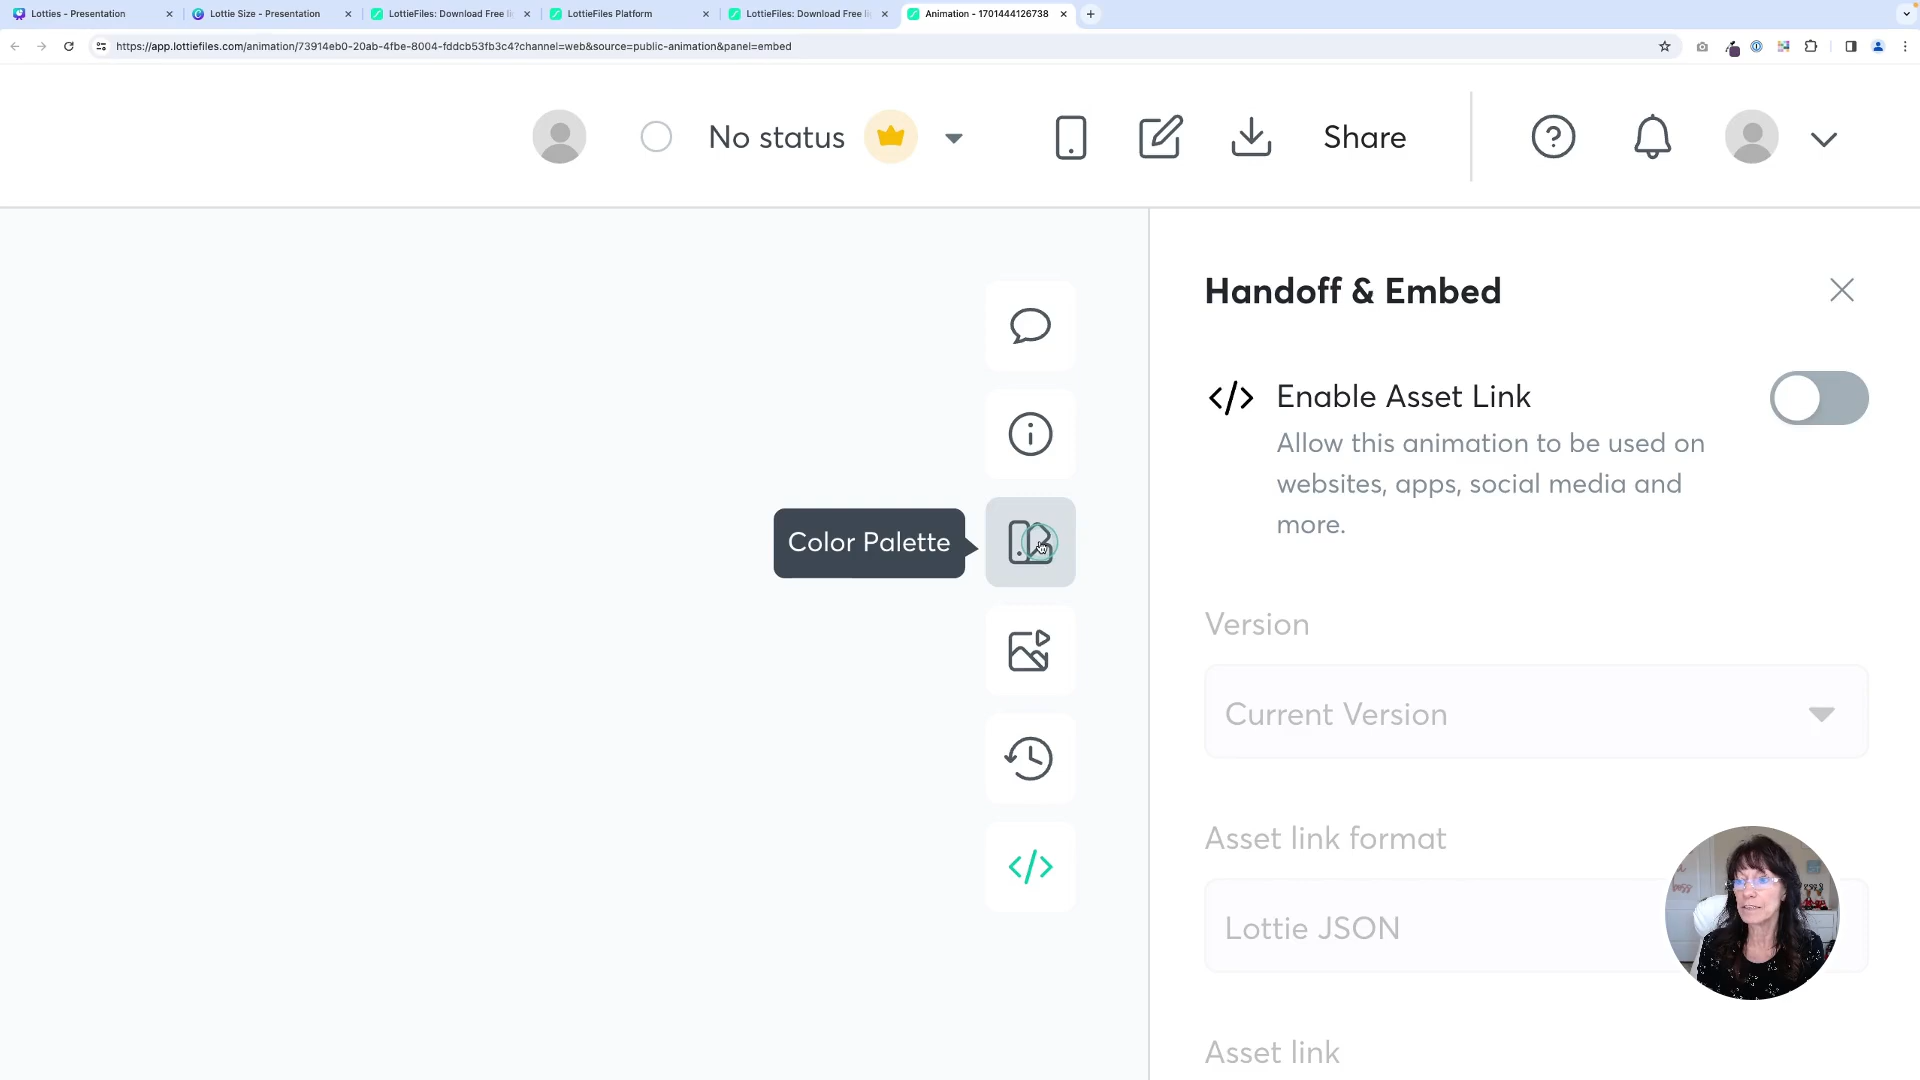 Lotties - Presentation
Lottie Size - Presentation
LottieFiles: Download Free li
LottieFiles Platform
LottieFiles: Download Free li
Animation - 1701444126738
https://app.lottiefiles.com/animation/73914eb0-20ab-4fbe-8004-fddcb53fb3c4?channel=web&source=public-animation&panel=embed
No status
Share
Handoff & Embed
Enable Asset Link
Allow this animation to be used on
websites, apps, social media and
more.
Color Palette
Version
Current Version
Asset link format
Lottie JSON
Asset link